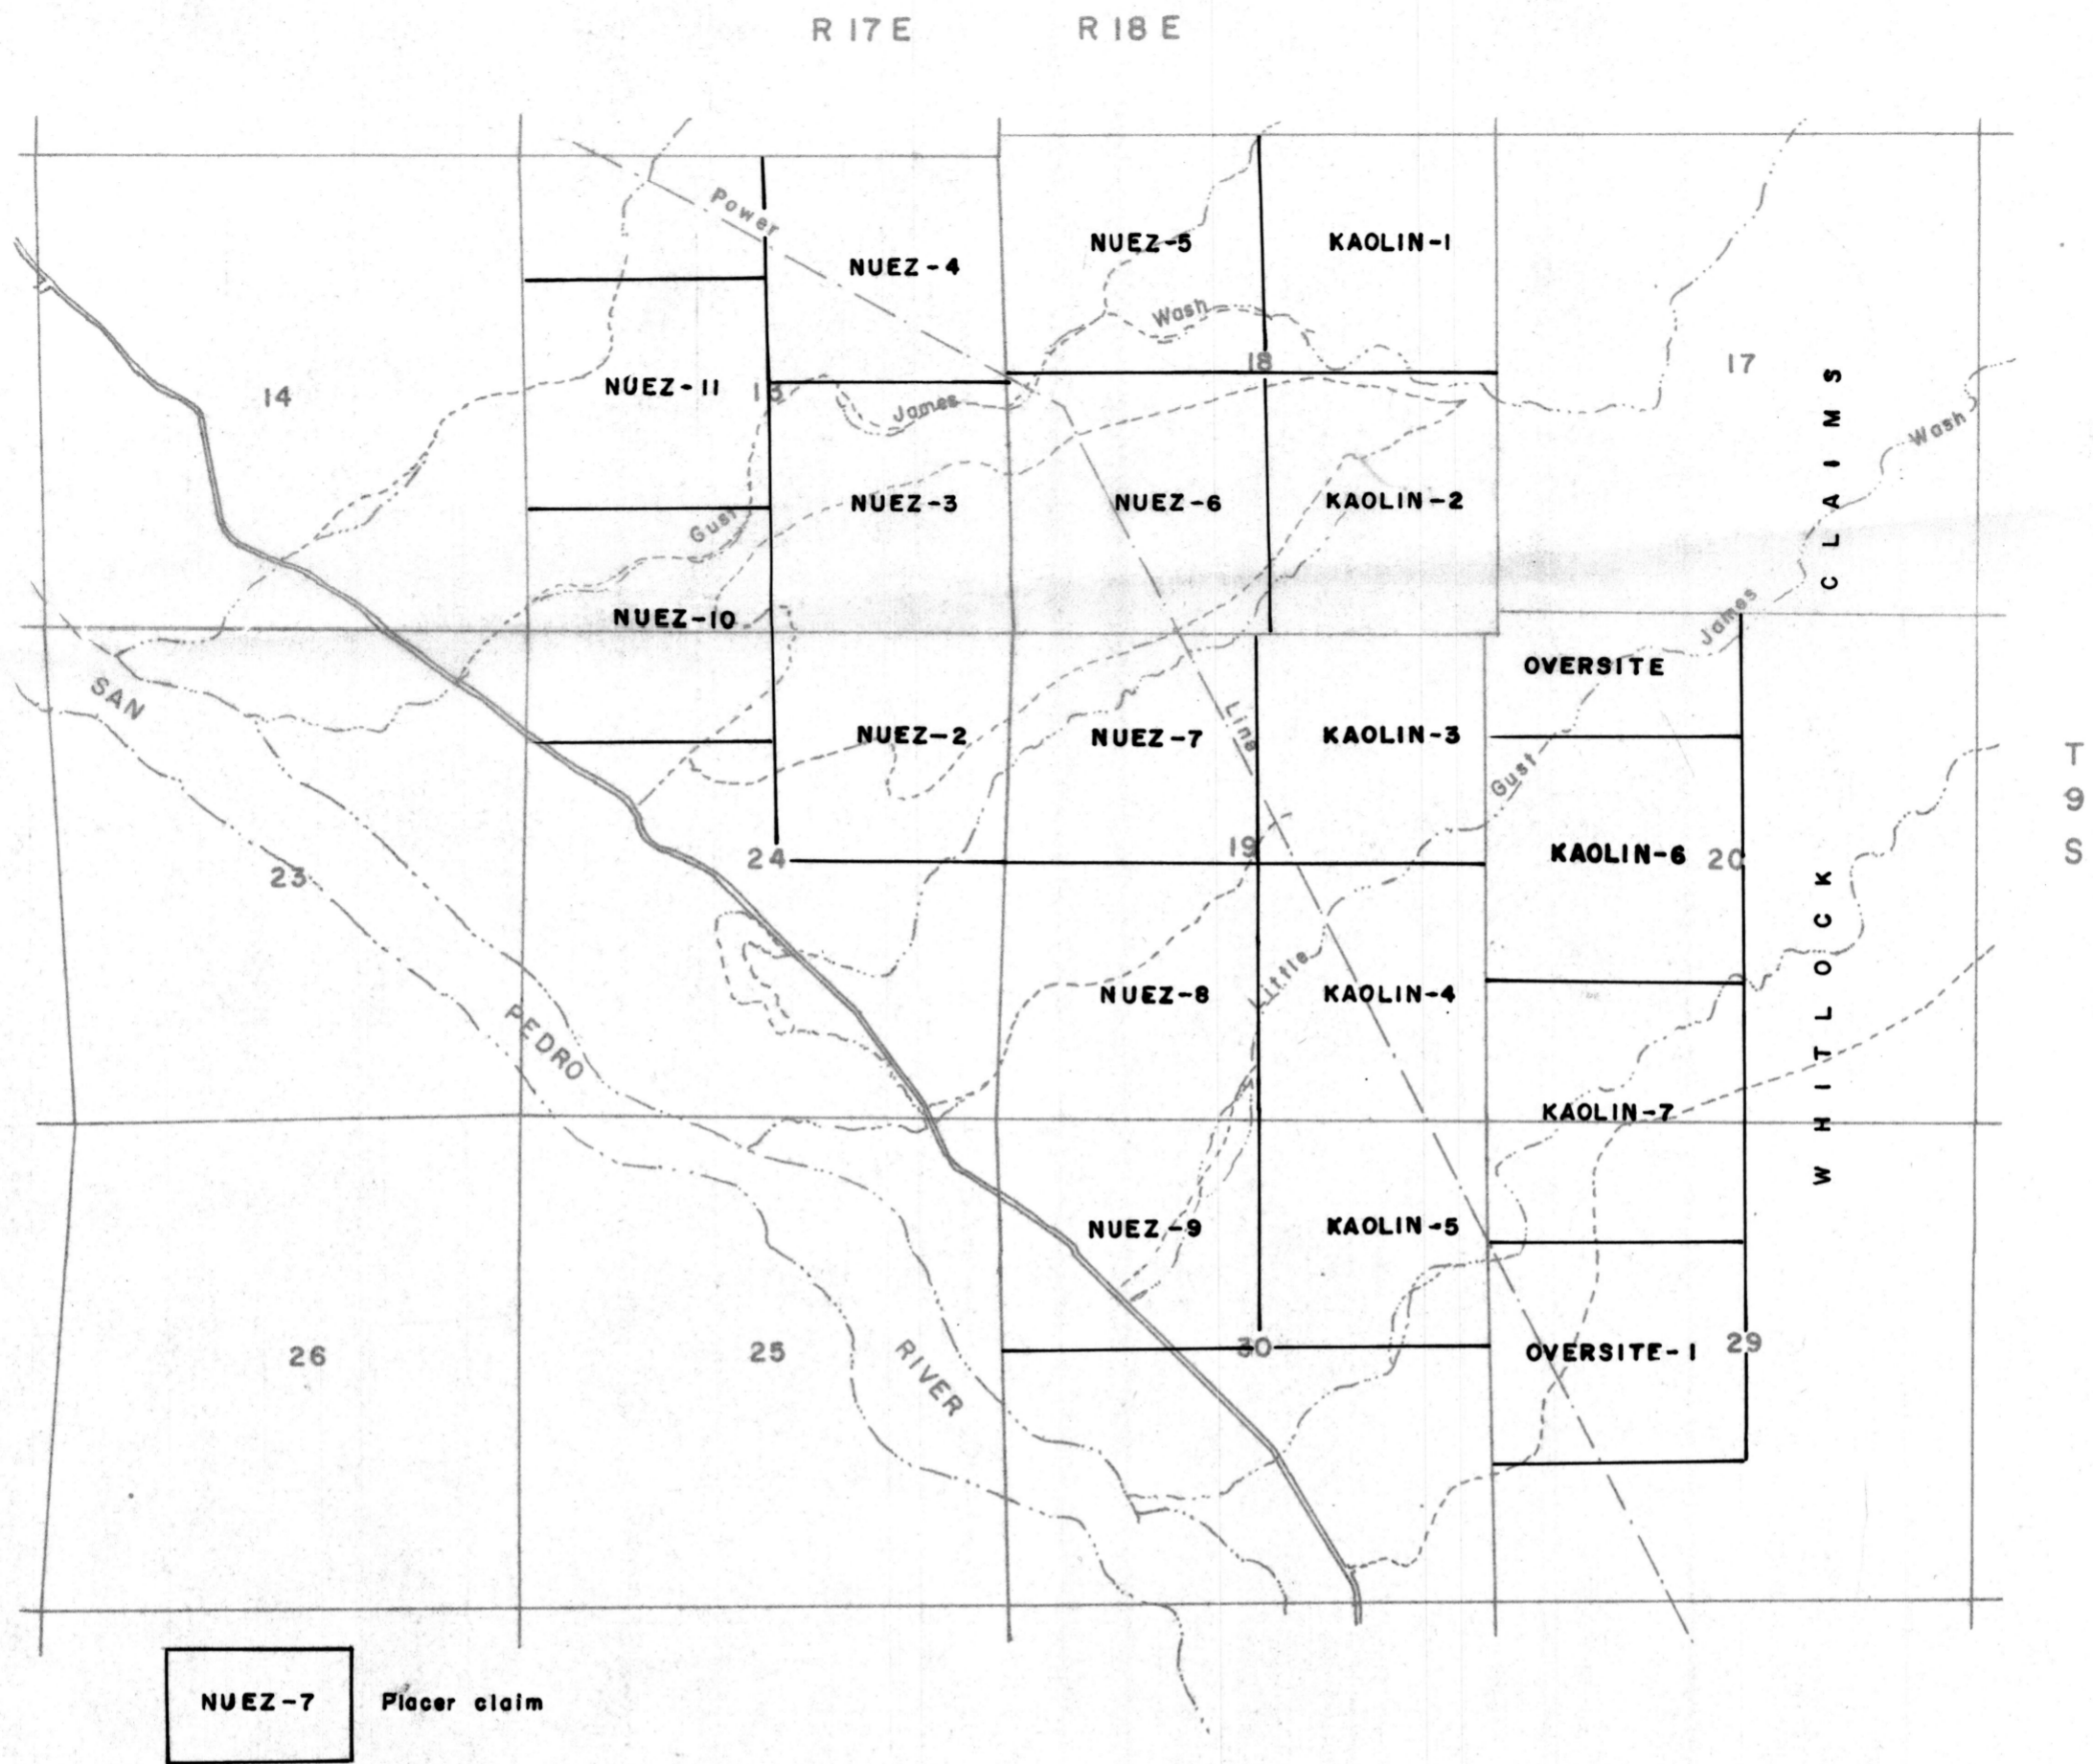 R 17 E R 18 E
Power
NUEZ-4
NUEZ-5
KAOLIN-1
Wash
18
17
NUEZ-11
13
14
James
CLAIMS
Wash
NUEZ-3
NUEZ-6
KAOLIN-2
Gust
NUEZ-10
James
OVERSITE
SAN
NUEZ-2
NUEZ-7
Line
KAOLIN-3
Gust
T
9
S
24
19
KAOLIN-6
20
23
WHITLOCK
Little
NUEZ-8
KAOLIN-4
PEDRO
KAOLIN-7
NUEZ-9
KAOLIN-5
26
25
RIVER
30
OVERSITE-1
29
NUEZ-7 Placer claim